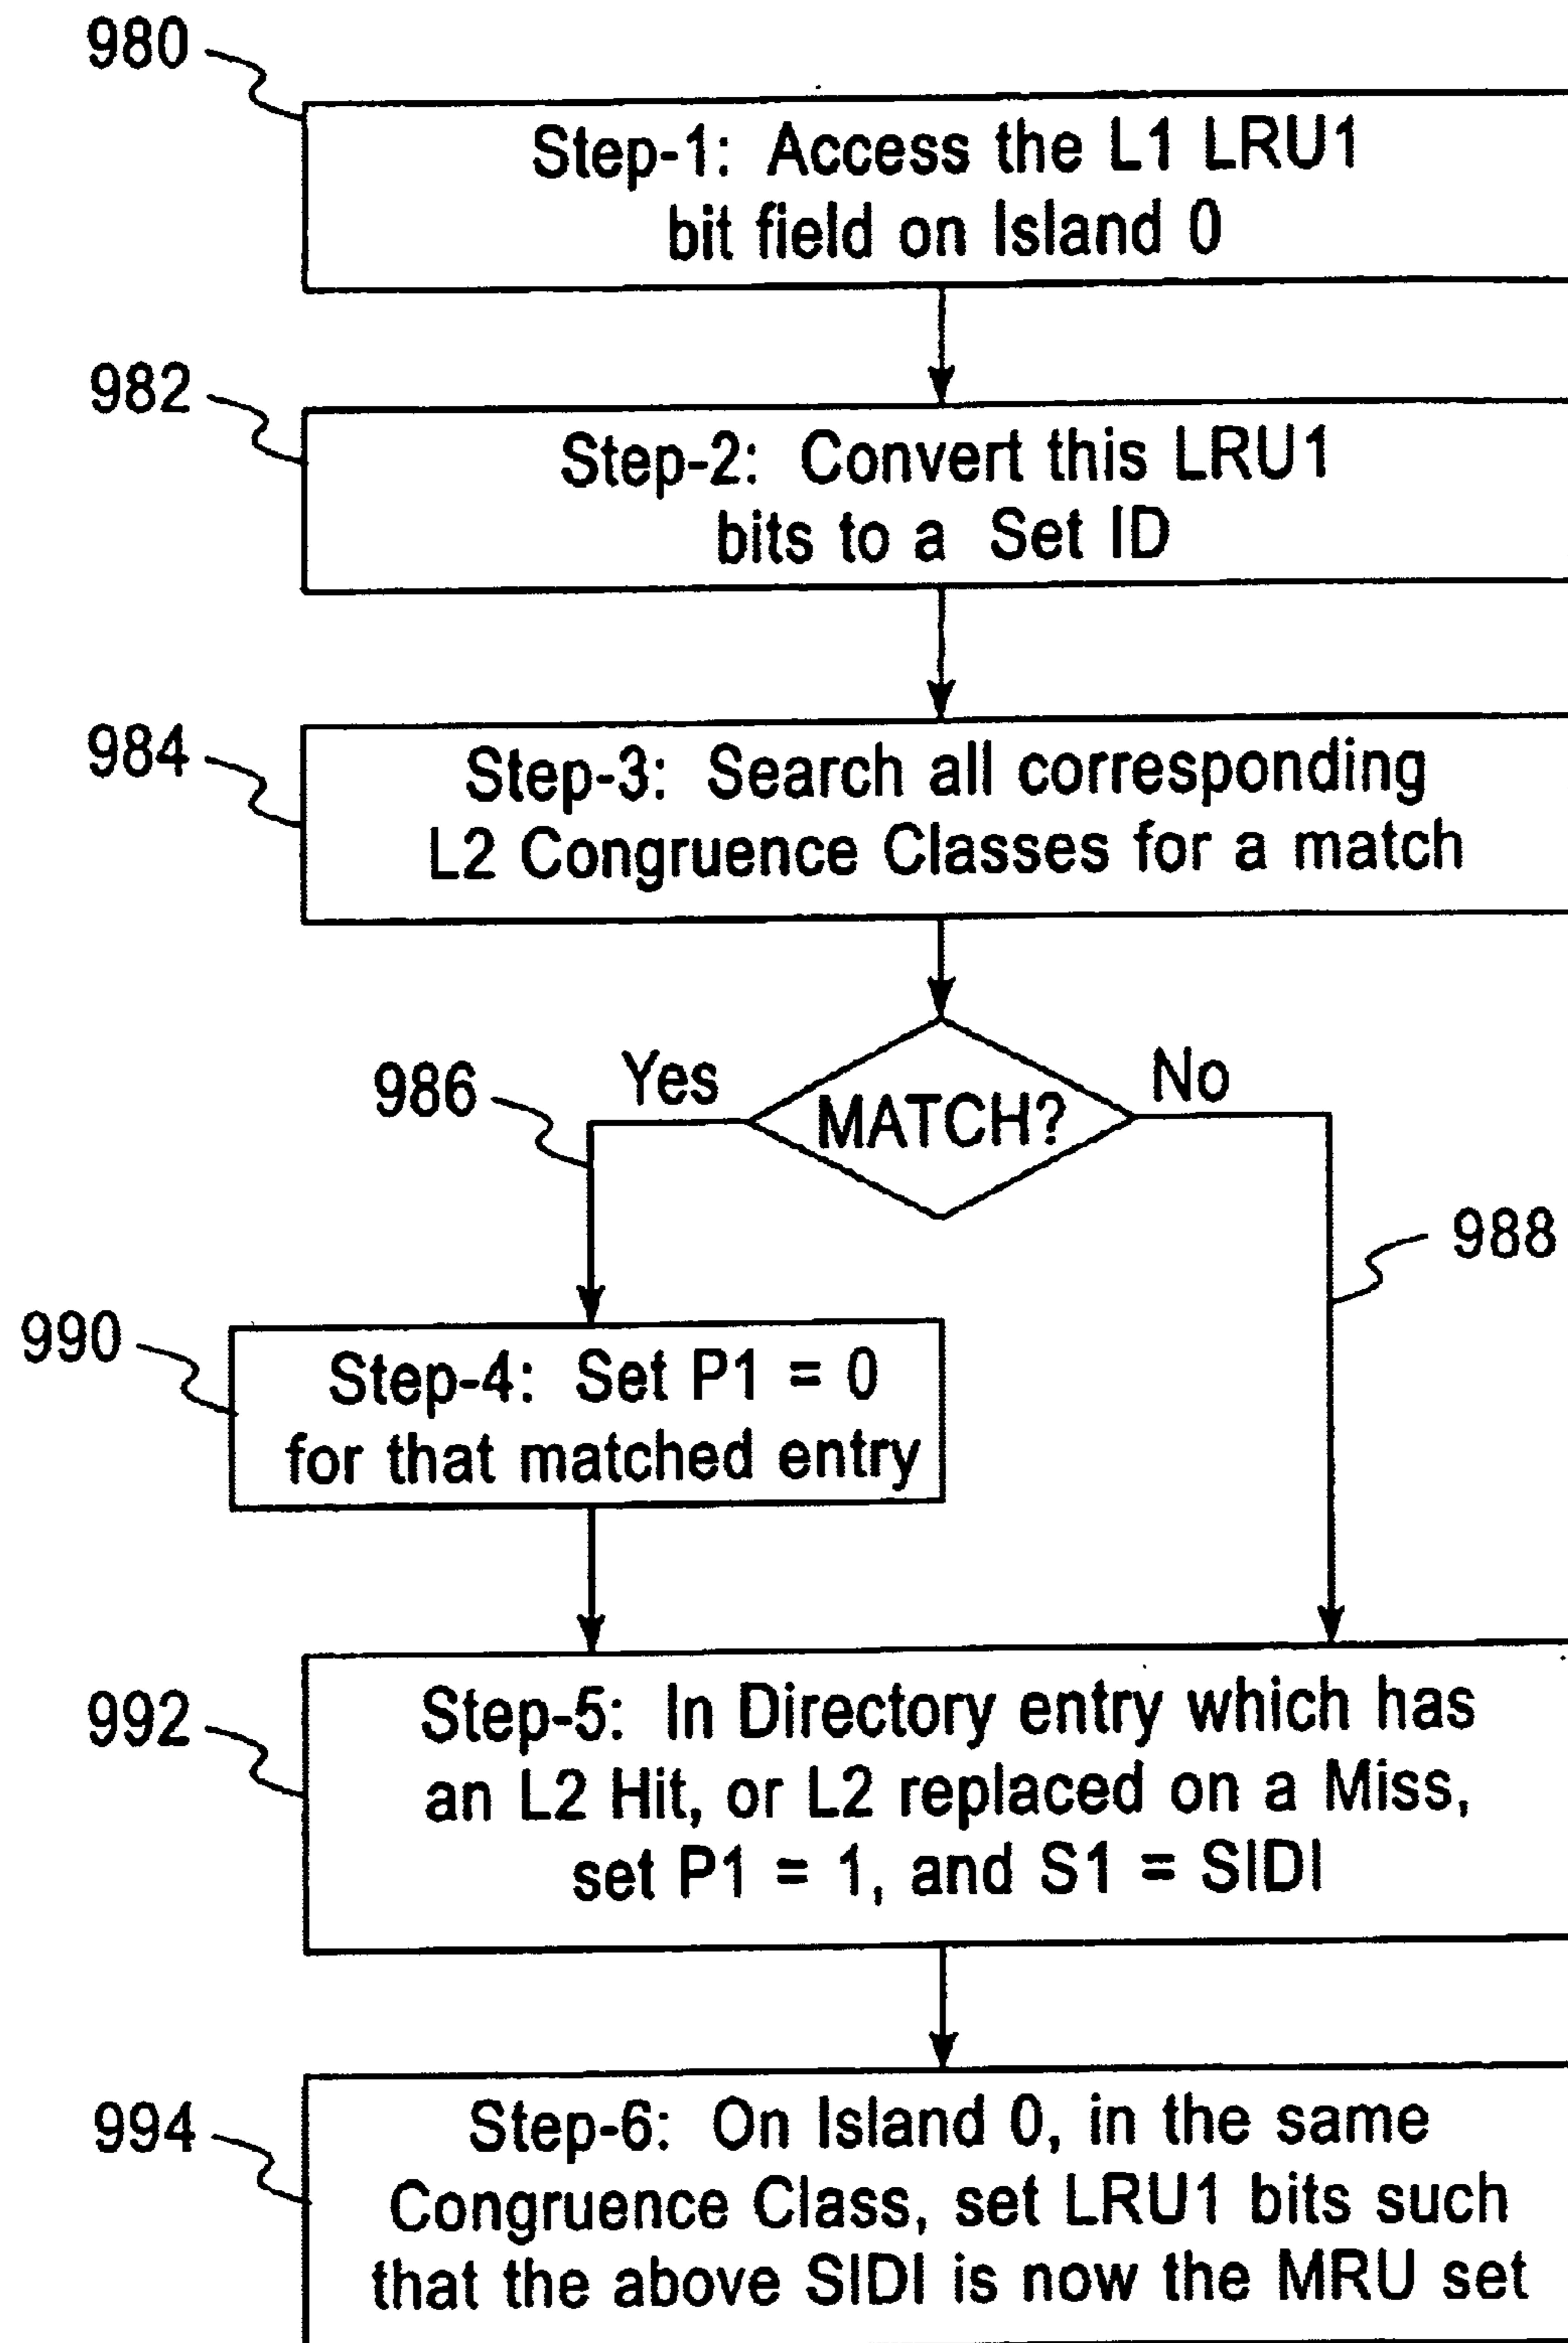 980
Step-1: Access the L1 LRU1
bit field on Island 0
982
Step-2: Convert this LRU1
bits to a Set ID
984
Step-3: Search all corresponding
L2 Congruence Classes for a match
986
Yes
MATCH?
No
988
990
Step-4: Set P1 = 0
for that matched entry
992
Step-5: In Directory entry which has
an L2 Hit, or L2 replaced on a Miss,
set P1 = 1, and S1 = SIDI
994
Step-6: On Island 0, in the same
Congruence Class, set LRU1 bits such
that the above SIDI is now the MRU set